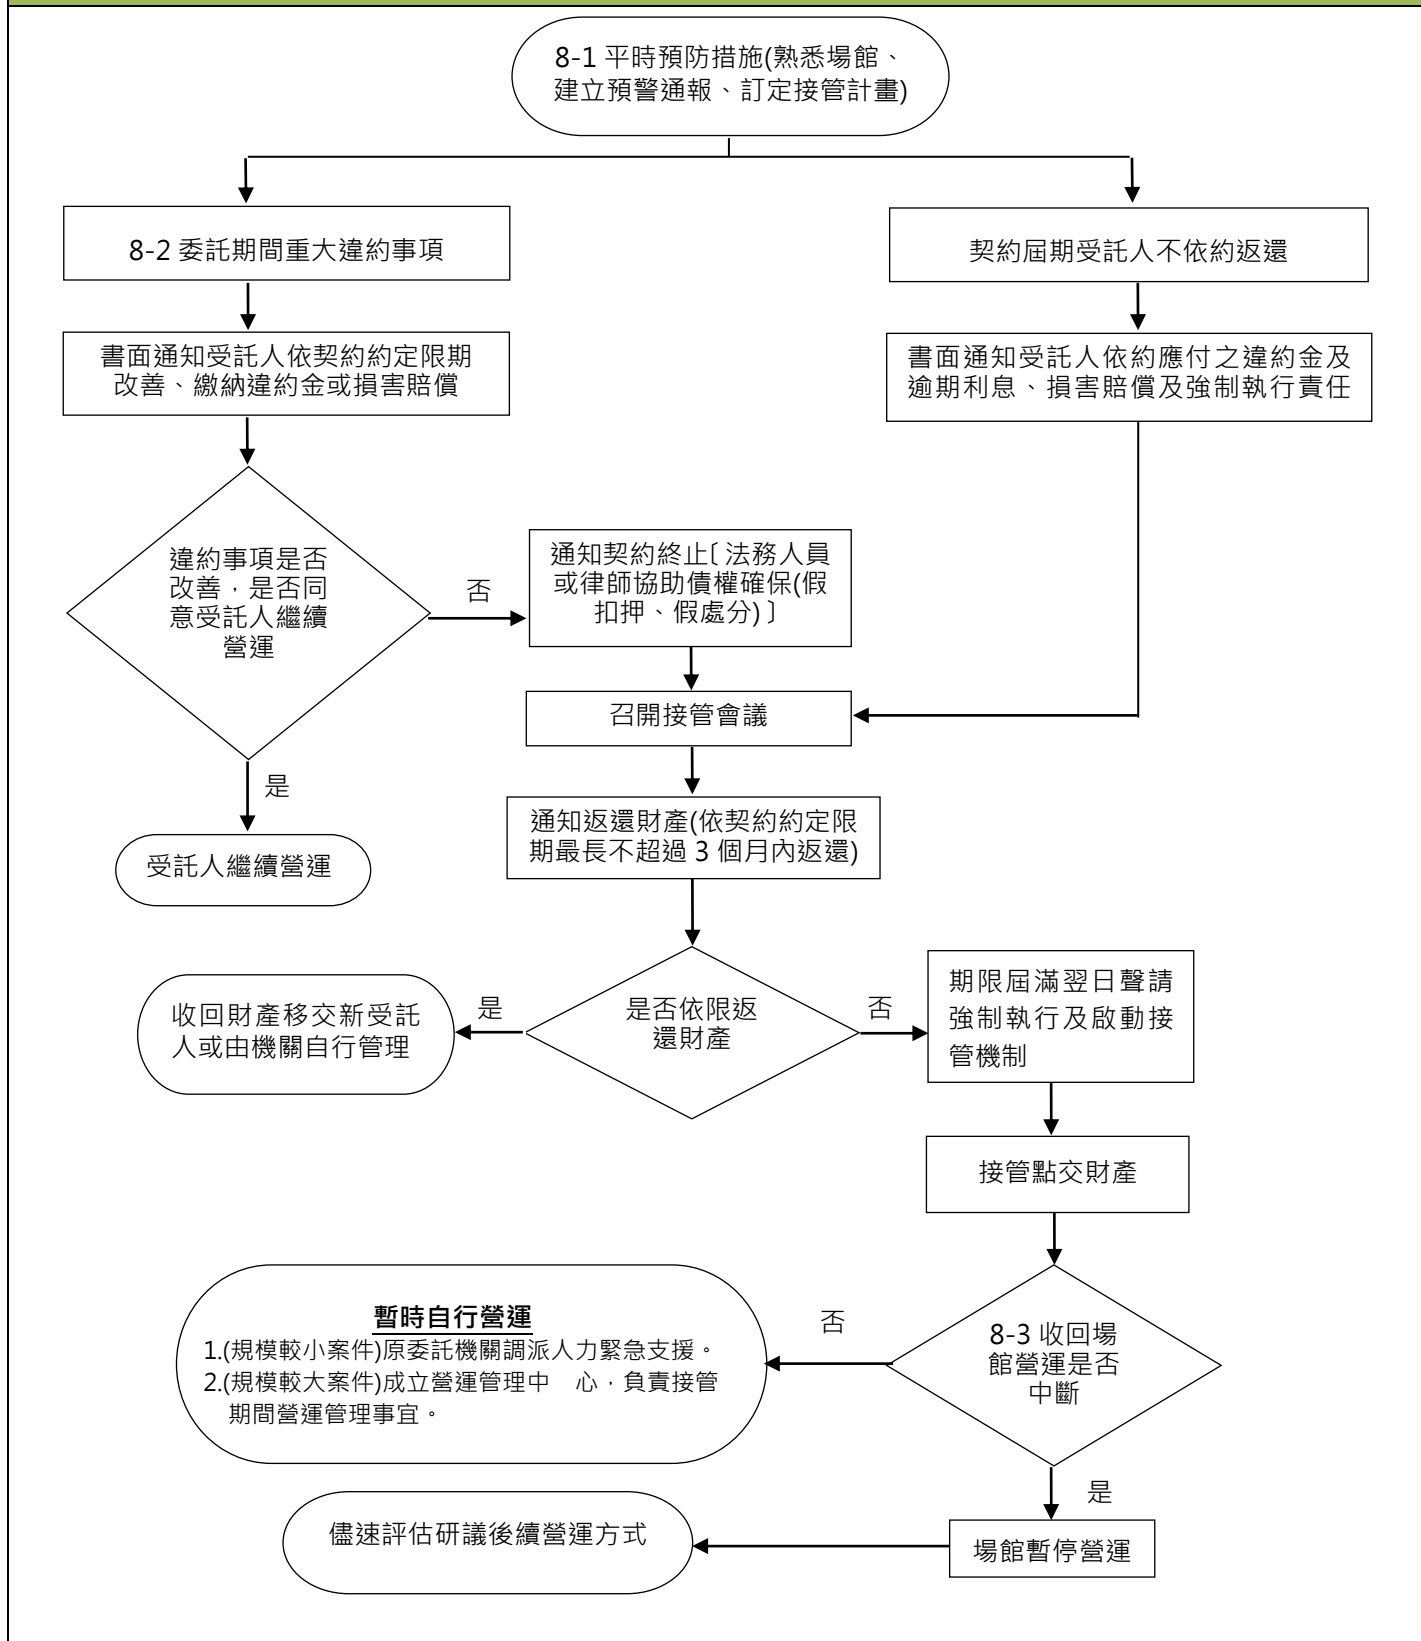 8-1 平時預防措施(熟悉場館、
建立預警通報、訂定接管計畫)
8-2 委託期間重大違約事項
契約屆期受託人不依約返還
書面通知受託人依契約約定限期
改善、繳納違約金或損害賠償
書面通知受託人依約應付之違約金及
逾期利息、損害賠償及強制執行責任
違約事項是否
改善，是否同
意受託人繼續
營運
否
通知契約終止〔法務人員
或律師協助債權確保(假
扣押、假處分)〕
召開接管會議
是
受託人繼續營運
通知返還財產(依契約約定限
期最長不超過 3 個月內返還)
是否依限返
還財產
是
收回財產移交新受託
人或由機關自行管理
否
期限屆滿翌日聲請
強制執行及啟動接
管機制
接管點交財產
8-3 收回場
館營運是否
中斷
否
暫時自行營運
1.(規模較小案件)原委託機關調派人力緊急支援。
2.(規模較大案件)成立營運管理中　心，負責接管
期間營運管理事宜。
是
場館暫停營運
儘速評估研議後續營運方式